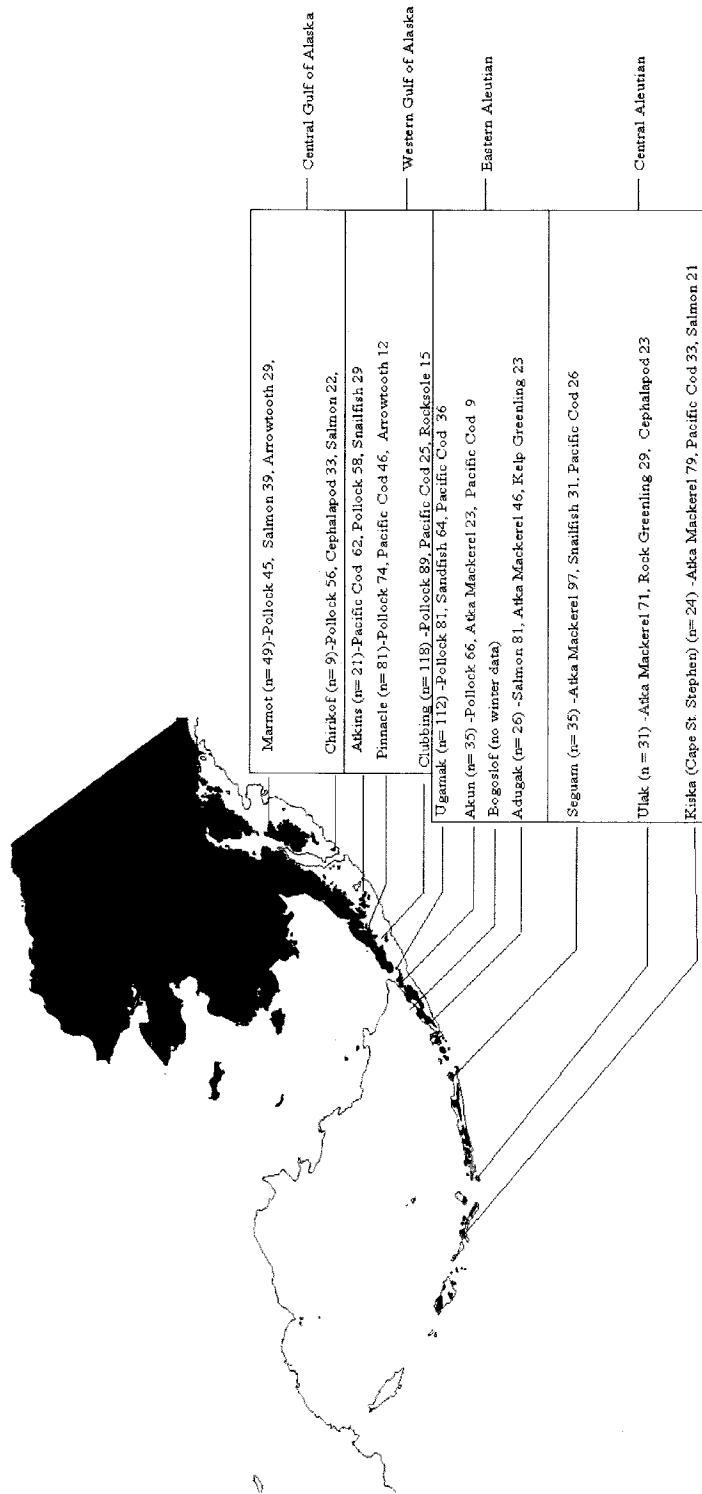 Marmot (n= 49)-Pollock 45, Salmon 39, Arrowtooth 29,
Chirikof (n= 9)-Pollock 56, Cephalapod 33, Salmon 22,
Central Gulf of Alaska
Atkins (n= 21)-Pacific Cod 62, Pollock 58, Snailfish 29
Pinnacle (n= 81)-Pollock 74, Pacific Cod 46, Arrowtooth 12
Clubbing (n= 118) -Pollock 89, Pacific Cod 25, Rocksole 15
Western Gulf of Alaska
Ugamak (n= 112) -Pollock 81, Sandfish 64, Pacific Cod 36
Akun (n= 35) -Pollock 66, Atka Mackerel 23, Pacific Cod 9
Bogoslof (no winter data)
Adugak (n= 26) -Salmon 81, Atka Mackerel 46, Kelp Greenling 23
Eastern Aleutian
Seguam (n= 35) -Atka Mackerel 97, Snailfish 31, Pacific Cod 26
Ulak (n = 31) -Atka Mackerel 71, Rock Greenling 29, Cephalapod 23
Kiska (Cape St. Stephen) (n= 24) -Atka Mackerel 79, Pacific Cod 33, Salmon 21
Central Aleutian